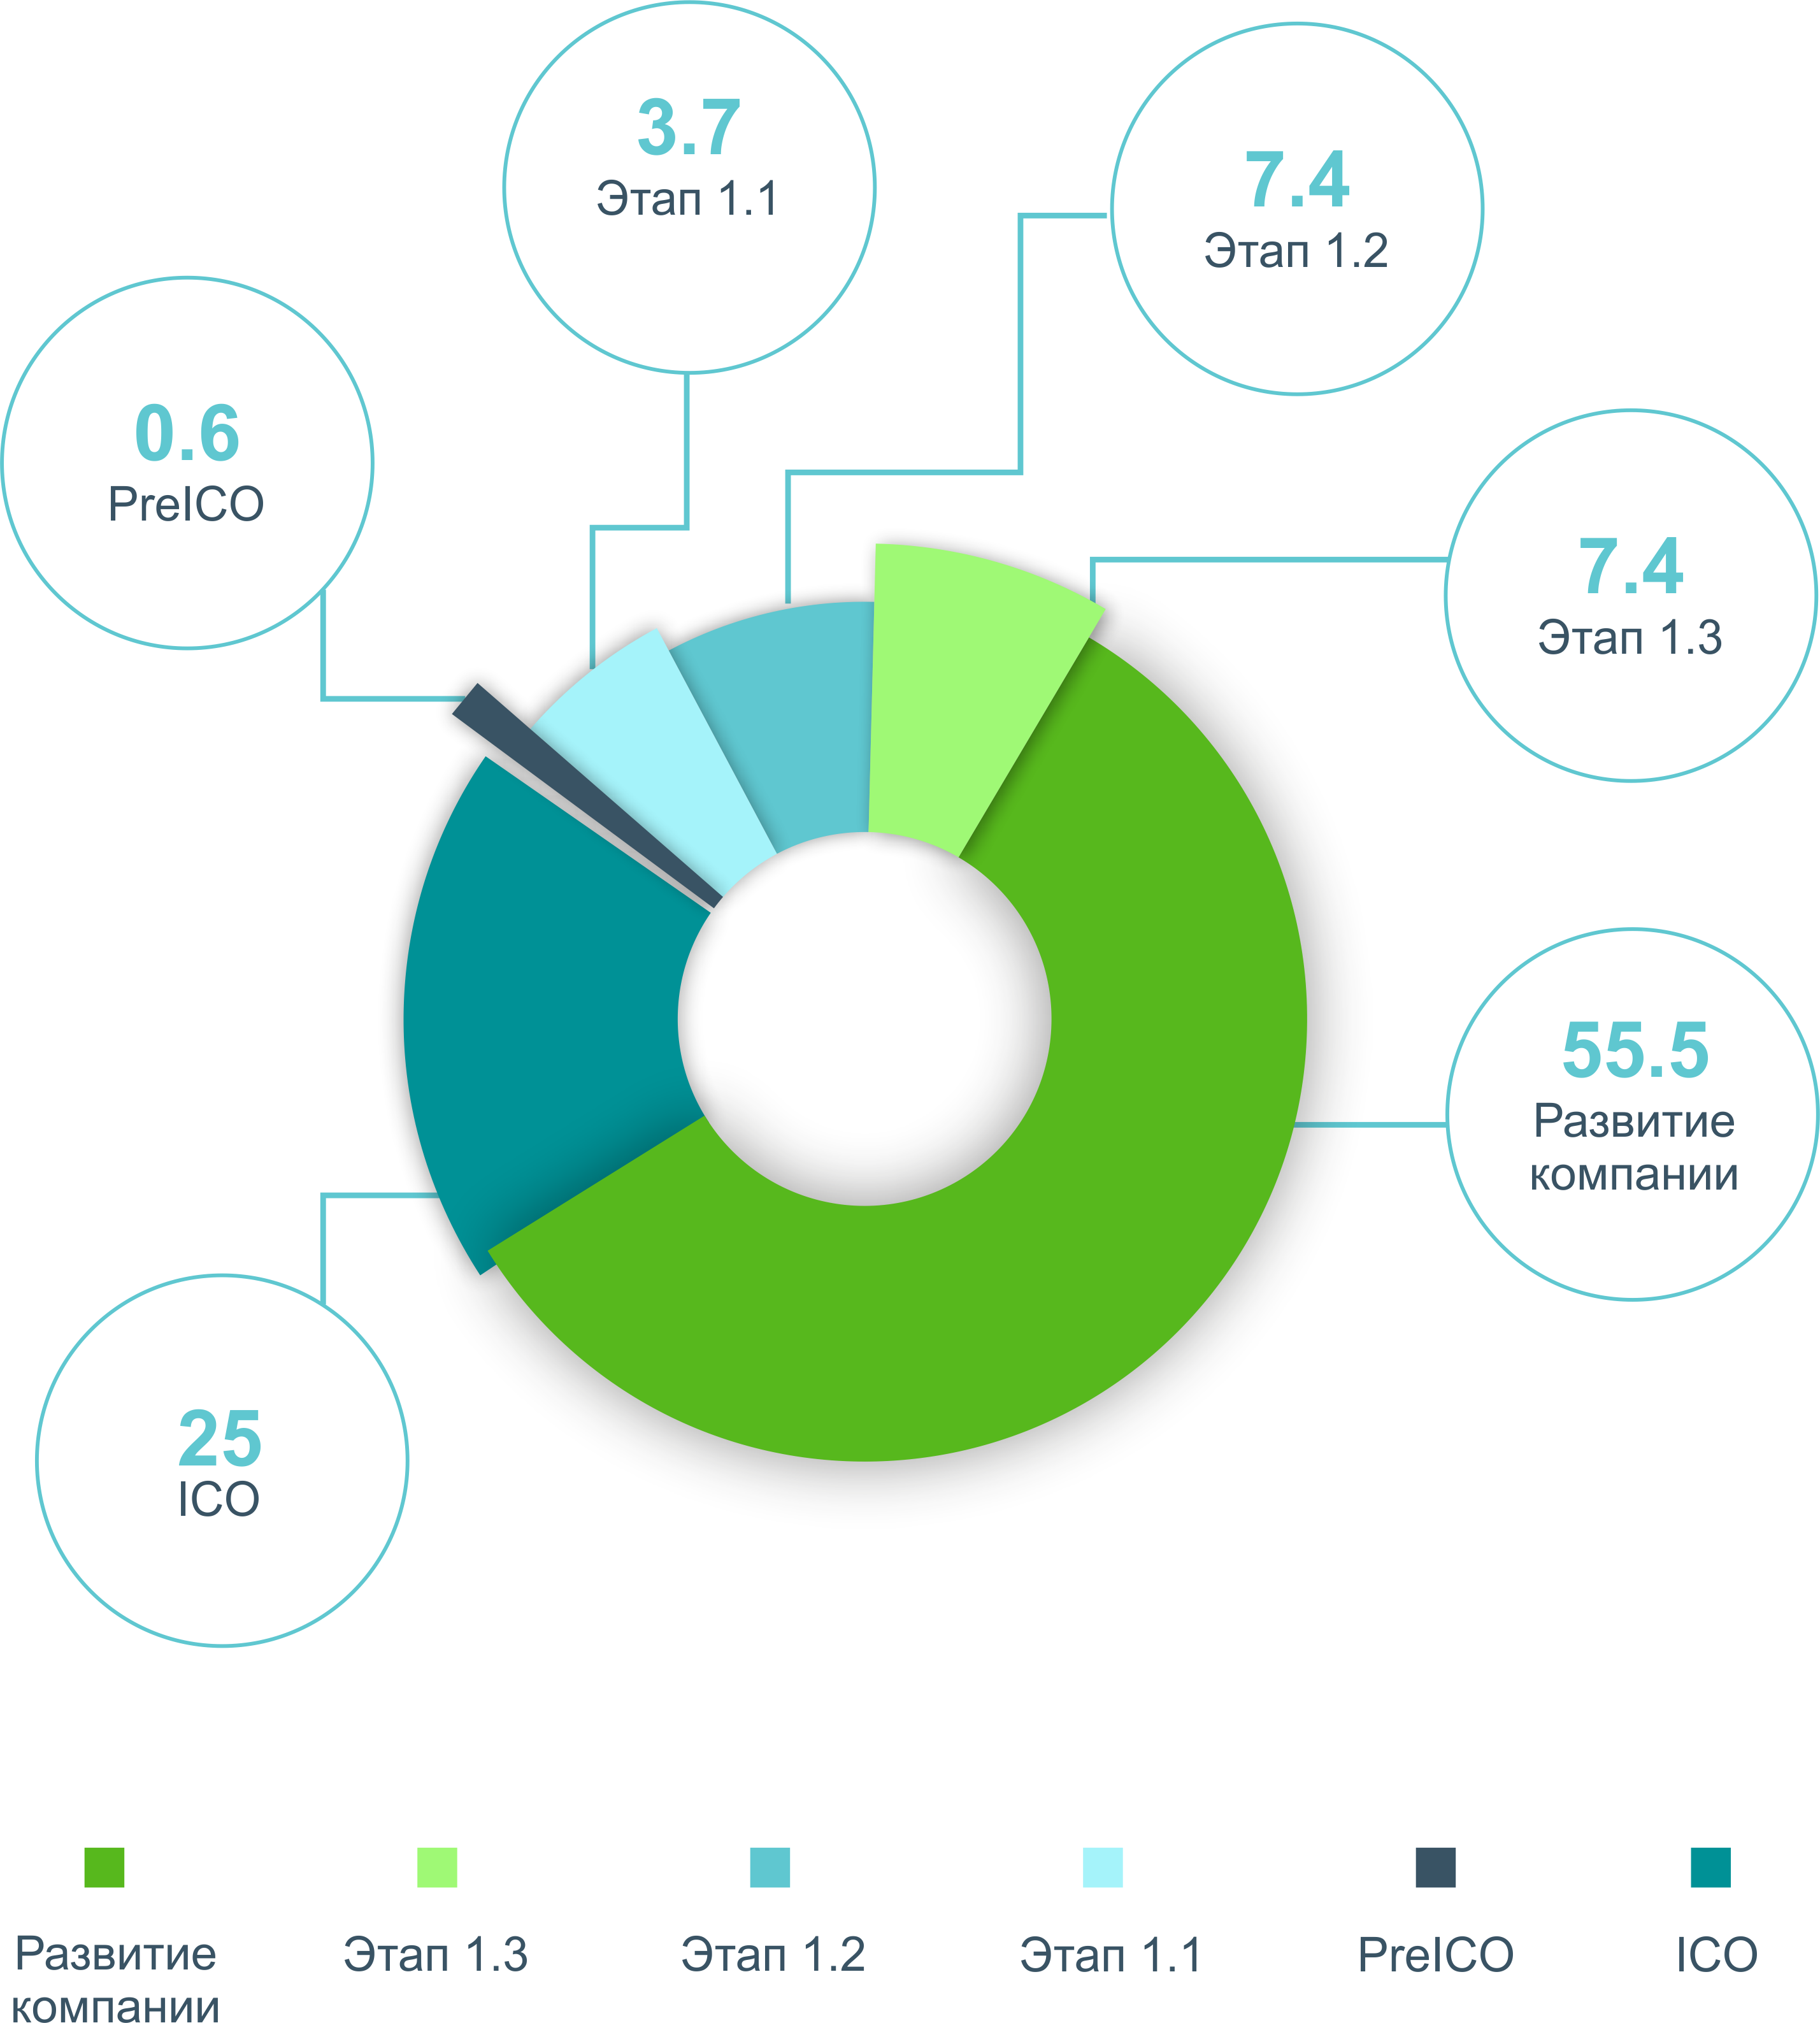 3.7
Этап 1.1
7.4
Этап 1.2
0.6
PreICO
7.4
Этап 1.3
55.5
Развитие
компании
25
ICO
Развитие
компании
Этап 1.3
Этап 1.2
Этап 1.1
PreICO
ICO